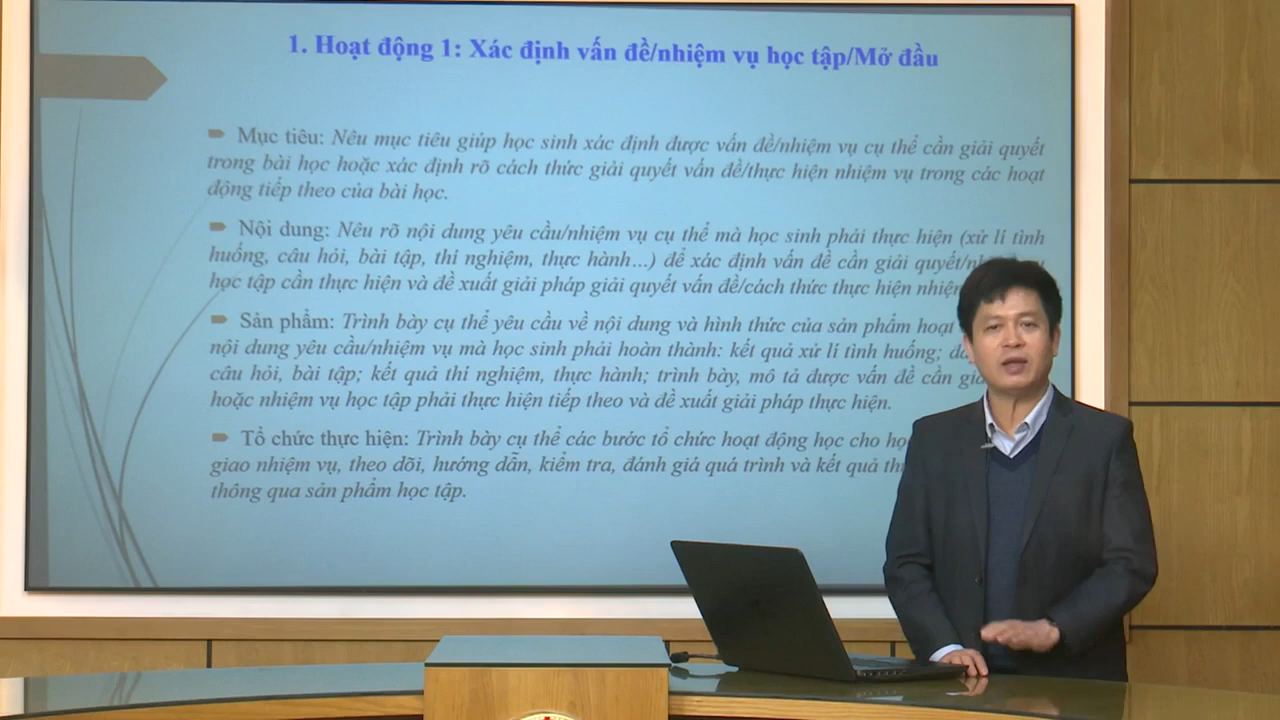 1. Hoạt động 1: Xác định vấn đề/nhiệm vụ học tập/Mở đầu
Mục tiêu: Nêu mục tiêu giúp học sinh xác định được vấn đề/nhiệm vụ cụ thể cần giải quyết
trong bài học hoặc xác định rõ cách thức giải quyết vấn đề/thực hiện nhiệm vụ trong các hoạt
động tiếp theo của bài học.
Nội dung: Nêu rõ nội dung yêu cầu/nhiệm vụ cụ thể mà học sinh phải thực hiện (xử lí tình
huống, câu hỏi, bài tập, thí nghiệm, thực hành…) để xác định vấn đề cần giải quyết/
học tập cần thực hiện và đề xuất giải pháp giải quyết vấn đề/cách thức thực hiện
Sản phẩm: Trình bày cụ thể yêu cầu về nội dung và hình thức của sản phẩm hoạt
nội dung yêu cầu/nhiệm vụ mà học sinh phải hoàn thành: kết quả xử lí tình huống;
câu hỏi, bài tập; kết quả thí nghiệm, thực hành; trình bày, mô tả được vấn đề cần
hoặc nhiệm vụ học tập phải thực hiện tiếp theo và đề xuất giải pháp thực hiện.
Tổ chức thực hiện: Trình bày cụ thể các bước tổ chức hoạt động học cho
giao nhiệm vụ, theo dõi, hướng dẫn, kiểm tra, đánh giá quá trình và kết quả
thông qua sản phẩm học tập.